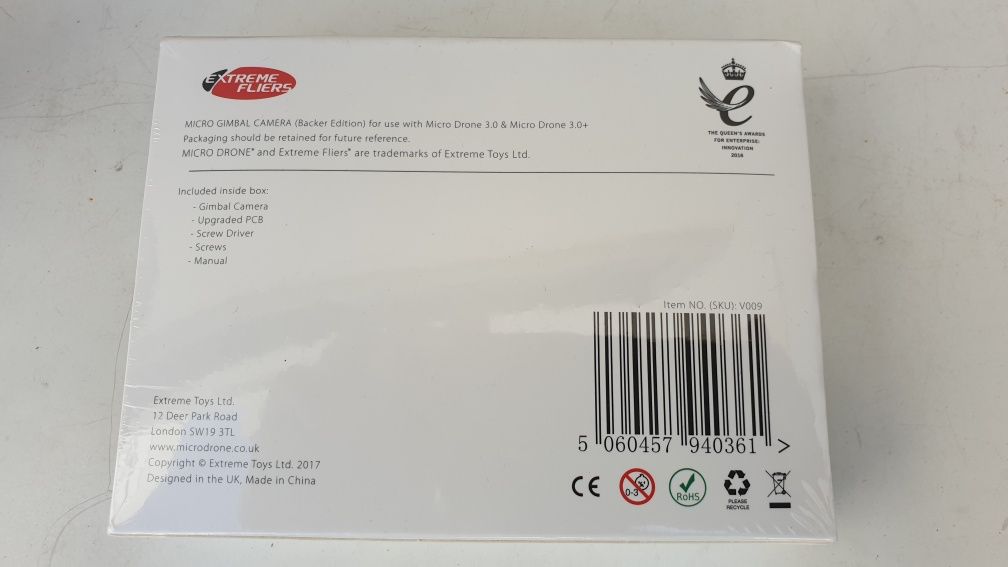 EXTREME
FLIERS
MICRO GIMBAL CAMERA (Backer Edition) for use with Micro Drone 3.0 & Micro Drone 3.0+
Packaging should be retained for future reference.
MICRO DRONE® and Extreme Fliers® are trademarks of Extreme Toys Ltd.
THE QUEEN'S AWARDS
FOR ENTERPRISE:
INNOVATION
2016
Included inside box:
- Gimbal Camera
- Upgraded PCB
- Screw Driver
- Screws
- Manual
Item NO. (SKU): V009
5 060457 940361 >
Extreme Toys Ltd.
12 Deer Park Road
London SW19 3TL
www.microdrone.co.uk
Copyright © Extreme Toys Ltd. 2017
Designed in the UK, Made in China
CE
0-3
RoHS
PLEASE
RECYCLE